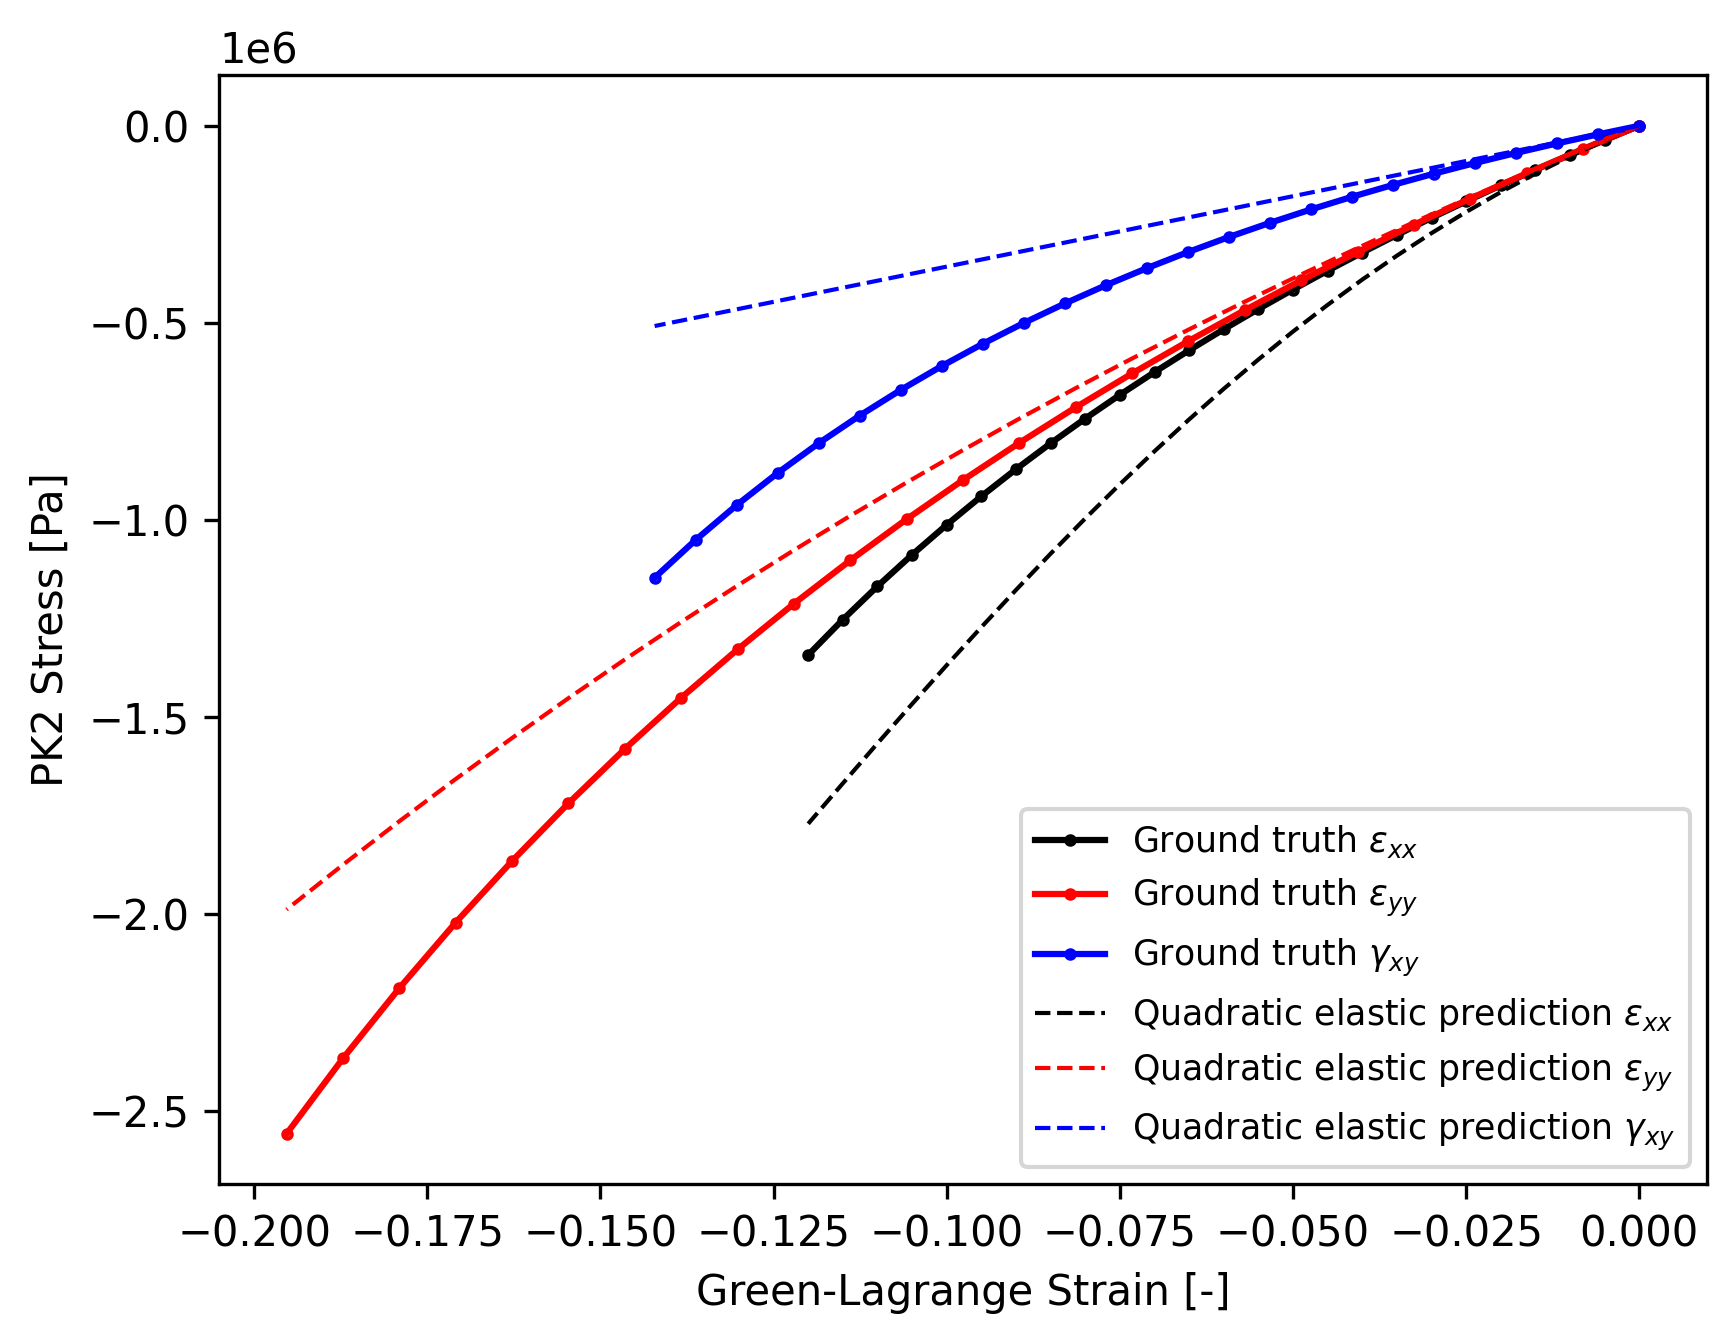 1e6
0.0
−0.5
−1.0
−1.5
−2.0
−2.5
PK2 Stress [Pa]
Ground truth εxx
Ground truth εyy
Ground truth γxy
Quadratic elastic prediction εxx
Quadratic elastic prediction εyy
Quadratic elastic prediction γxy
−0.200 −0.175 −0.150 −0.125 −0.100 −0.075 −0.050 −0.025 0.000
Green-Lagrange Strain [-]